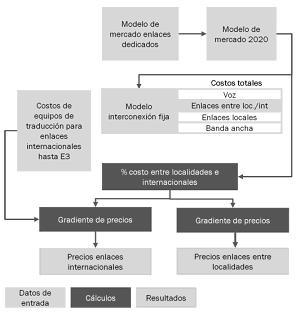 Modelo de
mercado enlaces
dedicados
Modelo de
mercado 2020
Costos totales
Costos de
equipos de
traducción para
enlaces
internacionales
hasta E3
Modelo
interconexión fija
Voz
Enlaces entre loc./int
Enlaces locales
Banda ancha
% costo entre localidades e
internacionales
Gradiente de precios
Gradiente de precios
Precios enlaces
internacionales
Precios enlaces entre
localidades
Datos de
entrada
Cálculos
Resultados